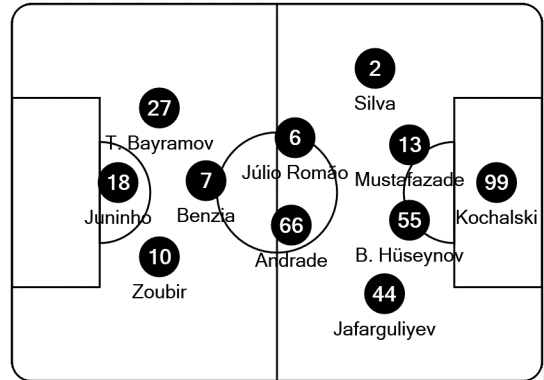 2
Silva
27
T. Bayramov
6
Júlio Romão
13
Mustafazade
18
Juninho
7
Benzia
99
Kochalski
66
Andrade
55
B. Hüseynov
10
Zoubir
44
Jafarguliyev